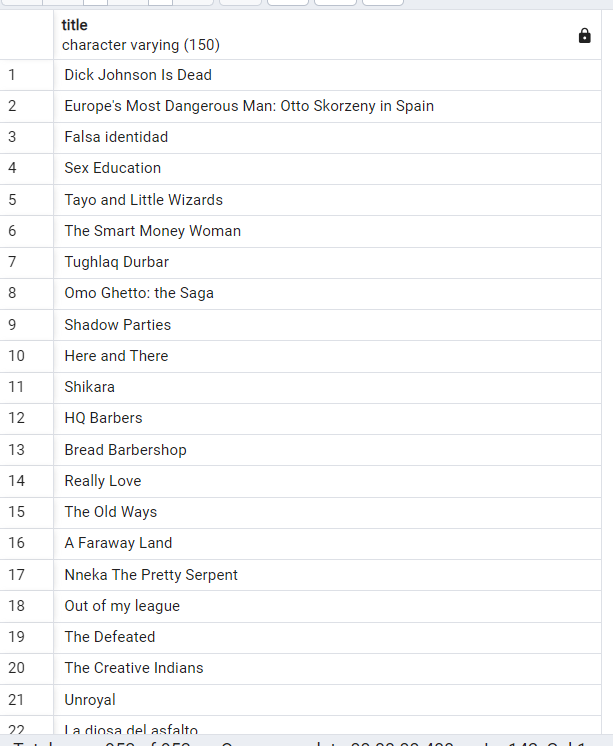 title
character varying (150)
1 Dick Johnson Is Dead
2 Europe's Most Dangerous Man: Otto Skorzeny in Spain
3 Falsa identidad
4 Sex Education
5 Tayo and Little Wizards
6 The Smart Money Woman
7 Tughlaq Durbar
8 Omo Ghetto: the Saga
9 Shadow Parties
10 Here and There
11 Shikara
12 HQ Barbers
13 Bread Barbershop
14 Really Love
15 The Old Ways
16 A Faraway Land
17 Nneka The Pretty Serpent
18 Out of my league
19 The Defeated
20 The Creative Indians
21 Unroyal
22 La diosa del asfalto